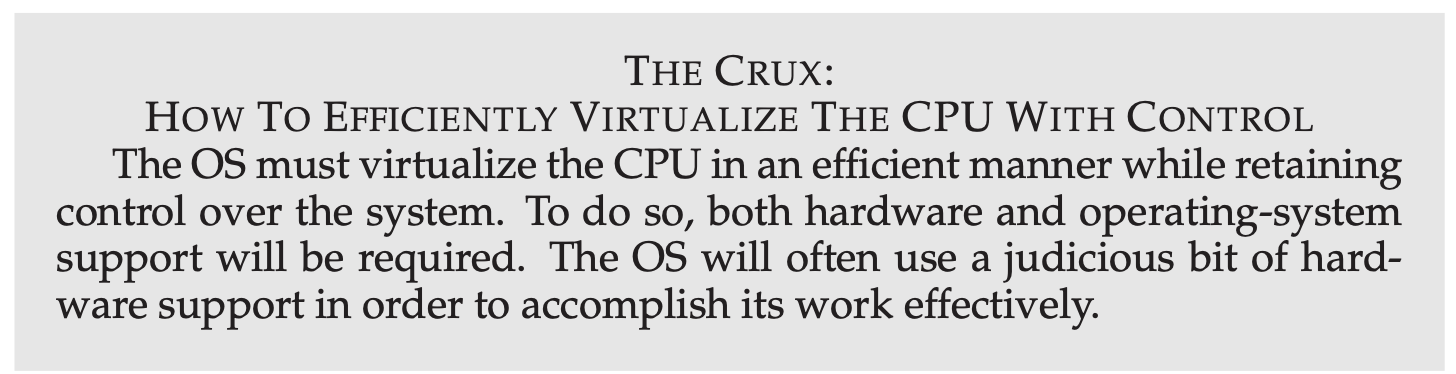 THE CRUX:
HOW TO EFFICIENTLY VIRTUALIZE THE CPU WITH CONTROL
The OS must virtualize the CPU in an efficient manner while retaining
control over the system. To do so, both hardware and operating-system
support will be required. The OS will often use a judicious bit of hard-
ware support in order to accomplish its work effectively.